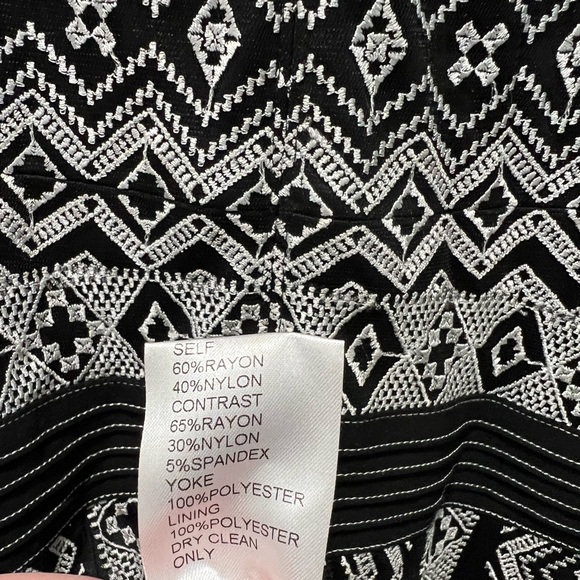 SELF
60%RAYON
40%NYLON
CONTRAST
65%RAYON
30%NYLON
5%SPANDEX
YOKE
100%POLYESTER
LINING
100%POLYESTER
DRY CLEAN
ONLY